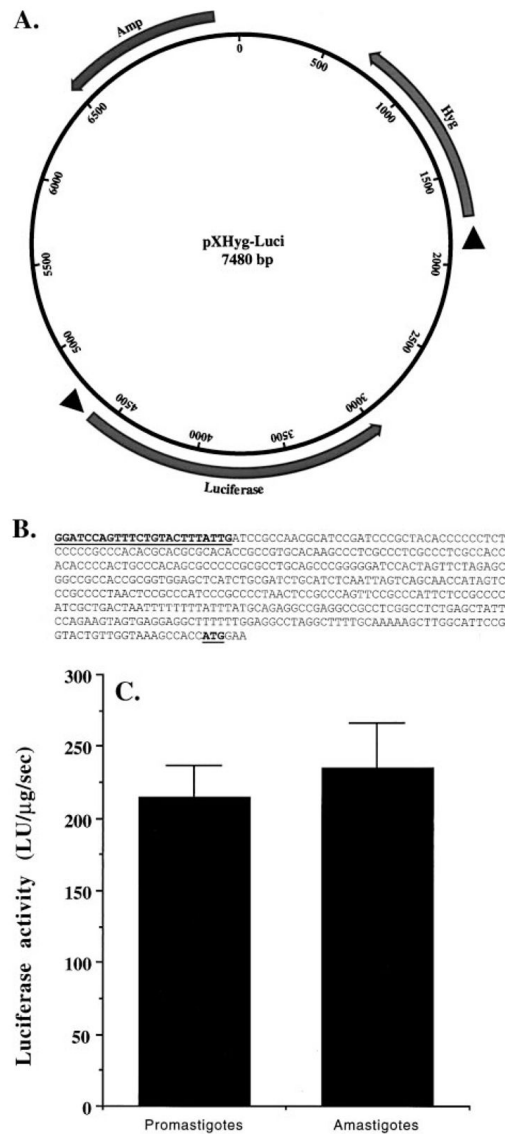 A.
Amp
Hyg
0
500
1000
1500
2000
2500
3000
3500
4000
4500
5000
5500
6000
6500
pXHyg-Luci
7480 bp
Luciferase
B.
GGATCCAGTTTCTGTACTTTATTGATCCGCCAACGCATCCGATCCCGCTACACCCCCCTCT
CCCCCGCCCACACGCACGCGCACACCGCCGTGCACAAGCCCTCGCCCTCGCCCTCGCCACC
ACACCCCACTGCCCACAGCGCCCCCGCGCCTGCAGCCCGGGGGATCCACTAGTTCTAGAGC
GGCCGCCACCGCGGTGGAGCTCATCTGCGATCTGCATCTCAATTAGTCAGCAACCATAGTC
CCGCCCCTAACTCCGCCCATCCCGCCCCTAACTCCGCCCAGTTCCGCCCATTCTCCGCCCC
ATCGCTGACTAATTTTTTTTATTTATGCAGAGGCCGAGGCCGCCTCGGCCTCTGAGCTATT
CCAGAAGTAGTGAGGAGGCTTTTTTGGAGGCCTAGGCTTTTGCAAAAAGCTTGGCATTCCG
GTACTGTTGGTAAAGCCACCATGGAA
C.
Luciferase activity (LU/µg/sec)
300
250
200
150
100
50
0
Promastigotes
Amastigotes